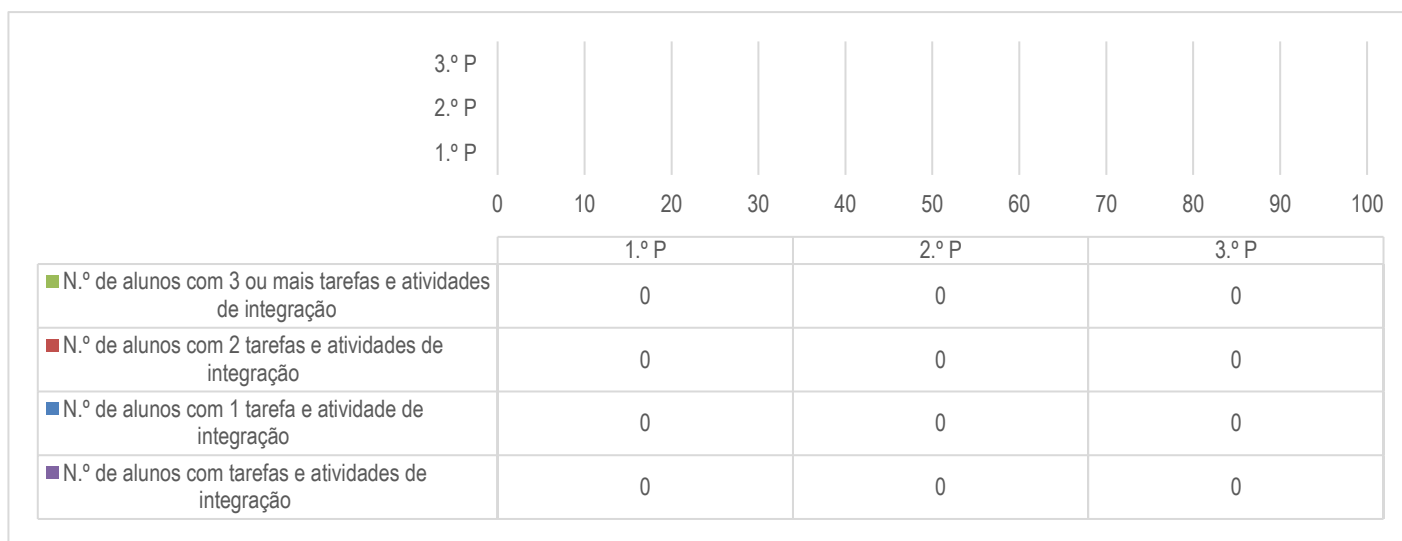 3.º P
2.º P
1.º P
0 10 20 30 40 50 60 70 80 90 100
1.º P 2.º P 3.º P
N.º de alunos com 3 ou mais tarefas e atividades
de integração
0 0 0
N.º de alunos com 2 tarefas e atividades de
integração
0 0 0
N.º de alunos com 1 tarefa e atividade de
integração
0 0 0
N.º de alunos com tarefas e atividades de
integração
0 0 0